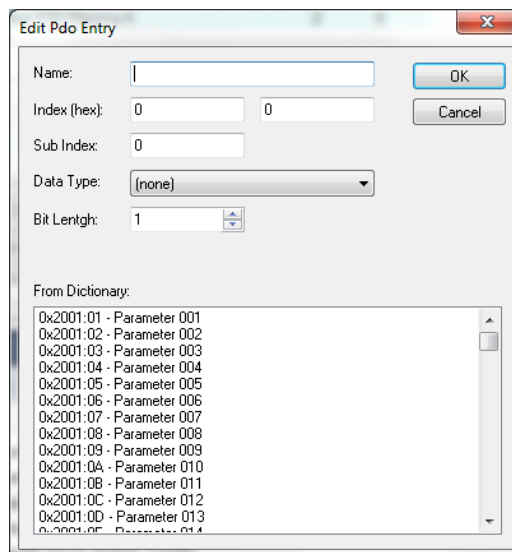 Edit Pdo Entry
Name:
OK
Index (hex): 0 0
Cancel
Sub Index: 0
Data Type: (none)
Bit Lentgh: 1
From Dictionary:
0x2001:01 - Parameter 001
0x2001:02 - Parameter 002
0x2001:03 - Parameter 003
0x2001:04 - Parameter 004
0x2001:05 - Parameter 005
0x2001:06 - Parameter 006
0x2001:07 - Parameter 007
0x2001:08 - Parameter 008
0x2001:09 - Parameter 009
0x2001:0A - Parameter 010
0x2001:0B - Parameter 011
0x2001:0C - Parameter 012
0x2001:0D - Parameter 013